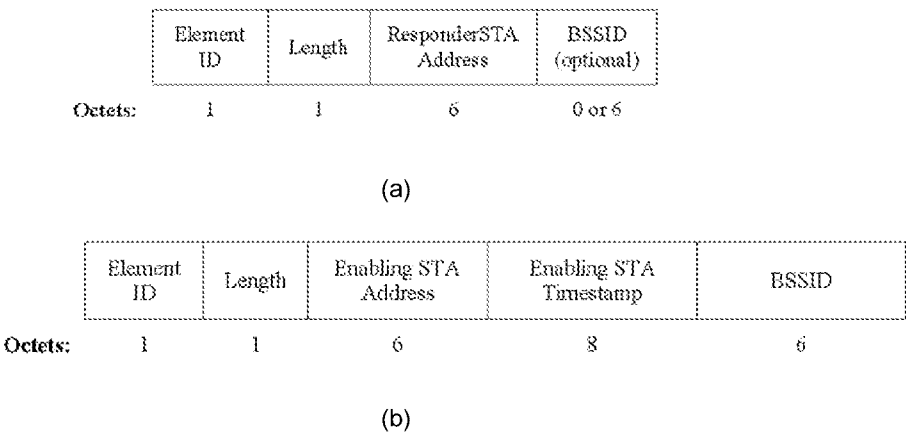 Element ID Length ResponderSTA Address BSSID (optional)
Octets: 1 1 6 0 or 6
(a)
Element ID Length Enabling STA Address Enabling STA Timestamp BSSID
Octets: 1 1 6 8 6
(b)